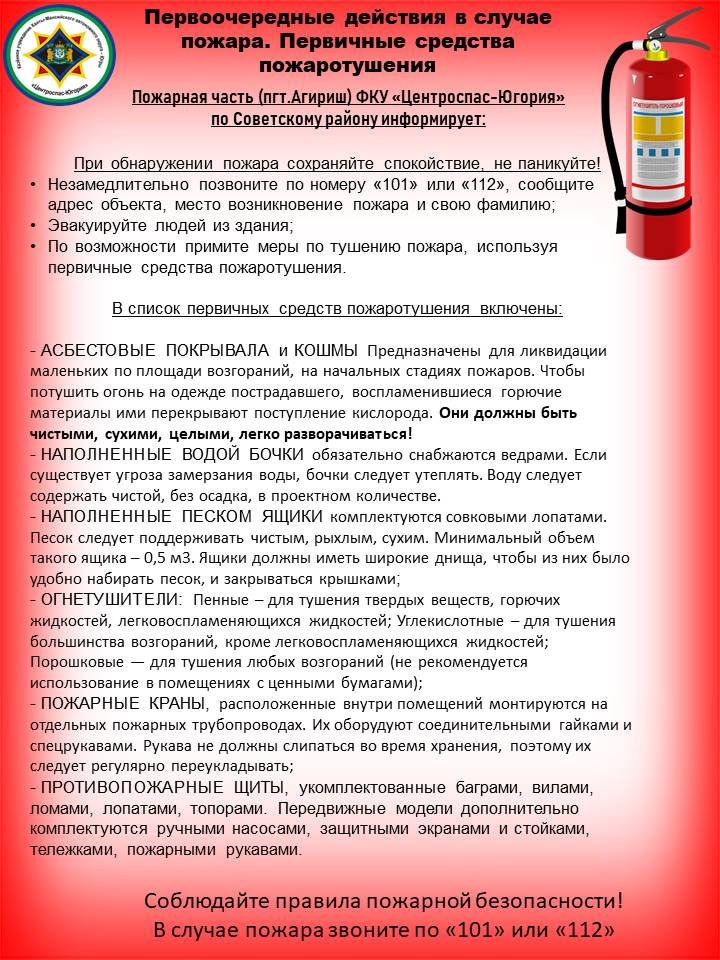 Первоочередные действия в случае
пожара. Первичные средства
пожаротушения
Пожарная часть (пгт.Агириш) ФКУ «Центроспас-Югория»
по Советскому району информирует:
При обнаружении пожара сохраняйте спокойствие, не паникуйте!
• Незамедлительно позвоните по номеру «101» или «112», сообщите
адрес объекта, место возникновение пожара и свою фамилию;
• Эвакуируйте людей из здания;
• По возможности примите меры по тушению пожара, используя
первичные средства пожаротушения.
В список первичных средств пожаротушения включены:
- АСБЕСТОВЫЕ ПОКРЫВАЛА и КОШМЫ Предназначены для ликвидации
маленьких по площади возгораний, на начальных стадиях пожаров. Чтобы
потушить огонь на одежде пострадавшего, воспламенившиеся горючие
материалы ими перекрывают поступление кислорода. Они должны быть
чистыми, сухими, целыми, легко разворачиваться!
- НАПОЛНЕННЫЕ ВОДОЙ БОЧКИ обязательно снабжаются ведрами. Если
существует угроза замерзания воды, бочки следует утеплять. Воду следует
содержать чистой, без осадка, в проектном количестве.
- НАПОЛНЕННЫЕ ПЕСКОМ ЯЩИКИ комплектуются совковыми лопатами.
Песок следует поддерживать чистым, рыхлым, сухим. Минимальный объем
такого ящика – 0,5 м3. Ящики должны иметь широкие днища, чтобы из них было
удобно набирать песок, и закрываться крышками;
- ОГНЕТУШИТЕЛИ: Пенные – для тушения твердых веществ, горючих
жидкостей, легковоспламеняющихся жидкостей; Углекислотные – для тушения
большинства возгораний, кроме легковоспламеняющихся жидкостей;
Порошковые — для тушения любых возгораний (не рекомендуется
использование в помещениях с ценными бумагами);
- ПОЖАРНЫЕ КРАНЫ, расположенные внутри помещений монтируются на
отдельных пожарных трубопроводах. Их оборудуют соединительными гайками и
спецрукавами. Рукава не должны слипаться во время хранения, поэтому их
следует регулярно переукладывать;
- ПРОТИВОПОЖАРНЫЕ ЩИТЫ, укомплектованные баграми, вилами,
ломами, лопатами, топорами. Передвижные модели дополнительно
комплектуются ручными насосами, защитными экранами и стойками,
тележками, пожарными рукавами.
Соблюдайте правила пожарной безопасности!
В случае пожара звоните по «101» или «112»
«Центроспас-Югория»
ОГНЕТУШИТЕЛЬ ПОРОШКОВЫЙ